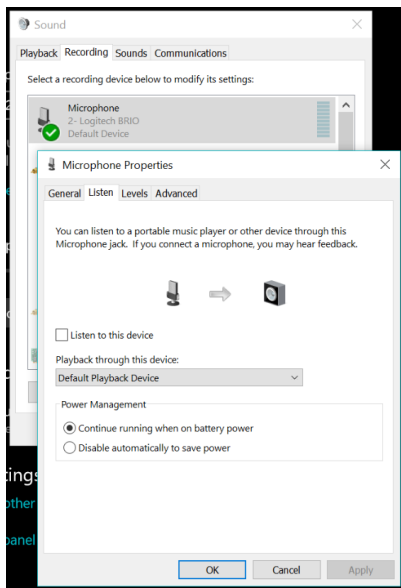 Sound
Playback Recording Sounds Communications
Select a recording device below to modify its settings:
Microphone
2- Logitech BRIO
Default Device
Microphone Properties
General Listen Levels Advanced
You can listen to a portable music player or other device through this
Microphone jack. If you connect a microphone, you may hear feedback.
Listen to this device
Playback through this device:
Default Playback Device
Power Management
Continue running when on battery power
Disable automatically to save power
tings
other
panel
OK Cancel Apply